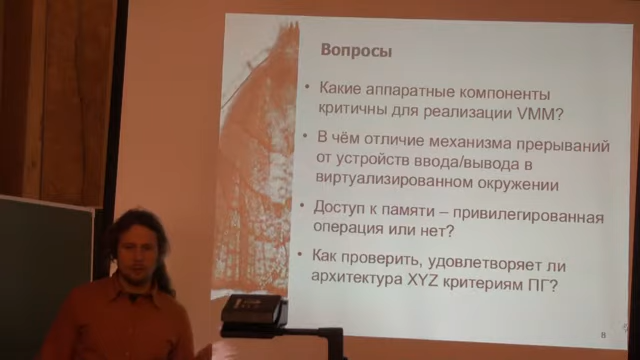 Вопросы
• Какие аппаратные компоненты
критичны для реализации VMM?
• В чём отличие механизма прерываний
от устройств ввода/вывода в
виртуализированном окружении
• Доступ к памяти – привилегированная
операция или нет?
• Как проверить, удовлетворяет ли
архитектура XYZ критериям ПГ?
8